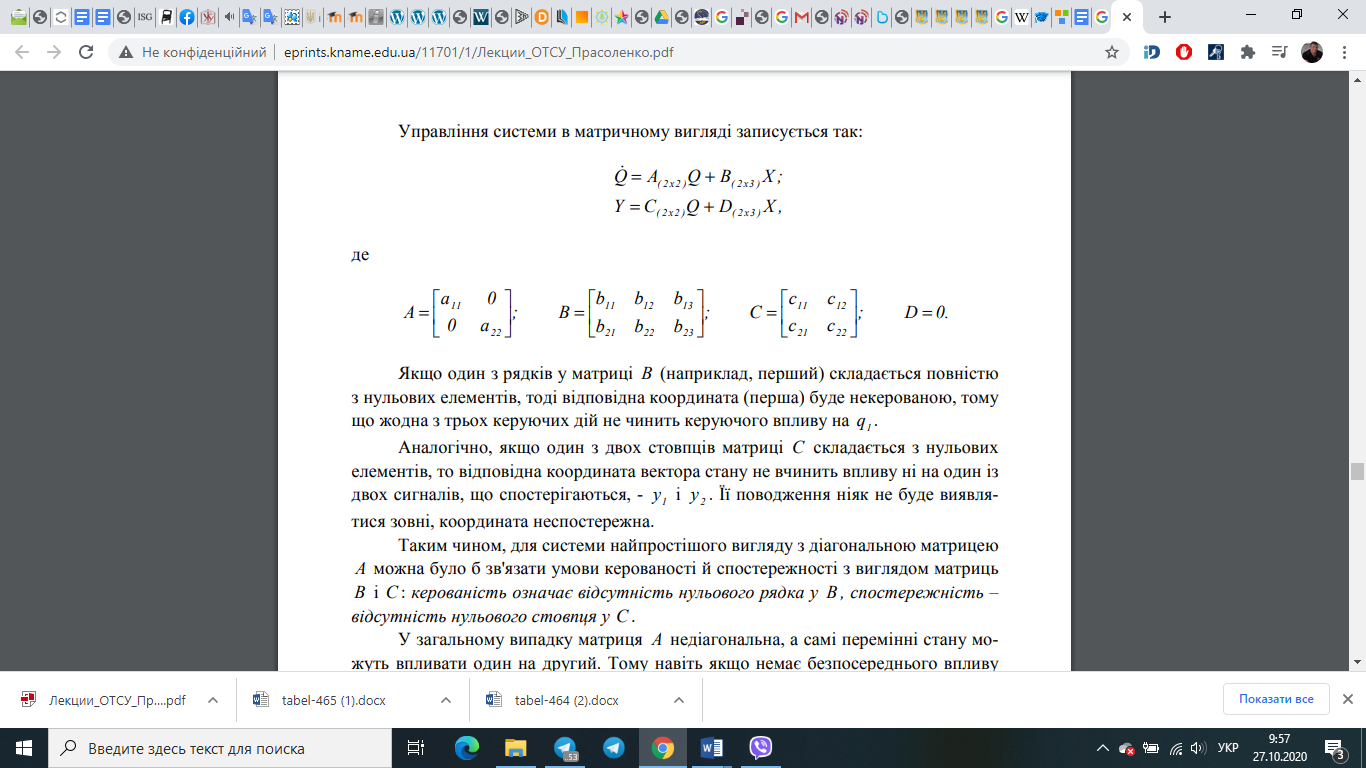 ISG
Не конфіденційний
eprints.kname.edu.ua/11701/1/Лекции_ОТСУ_Прасоленко.pdf
Управління системи в матричному вигляді записується так:
Q̇ = A₍₂ₓ₂₎Q + B₍₂ₓ₃₎X;
Y = C₍₂ₓ₂₎Q + D₍₂ₓ₃₎X,
де
A = [a₁₁ 0; 0 a₂₂]; B = [b₁₁ b₁₂ b₁₃; b₂₁ b₂₂ b₂₃]; C = [c₁₁ c₁₂; c₂₁ c₂₂]; D = 0.
Якщо один з рядків у матриці B (наприклад, перший) складається повністю
з нульових елементів, тоді відповідна координата (перша) буде некерованою, тому
що жодна з трьох керуючих дій не чинить керуючого впливу на q₁.
Аналогічно, якщо один з двох стовпців матриці C складається з нульових
елементів, то відповідна координата вектора стану не вчинить впливу ні на один із
двох сигналів, що спостерігаються, - y₁ і y₂. Її поводження ніяк не буде виявля-
тися зовні, координата неспостережна.
Таким чином, для системи найпростішого вигляду з діагональною матрицею
A можна було б зв'язати умови керованості й спостережності з виглядом матриць
B і C: керованість означає відсутність нульового рядка у B, спостережність –
відсутність нульового стовпця у C.
У загальному випадку матриця A недіагональна, а самі перемінні стану мо-
жуть впливати один на другий. Тому навіть якщо немає безпосереднього впливу
Лекции_ОТСУ_Пр....pdf
tabel-465 (1).docx
tabel-464 (2).docx
Показати все
Введите здесь текст для поиска
53
УКР
9:57
27.10.2020
3